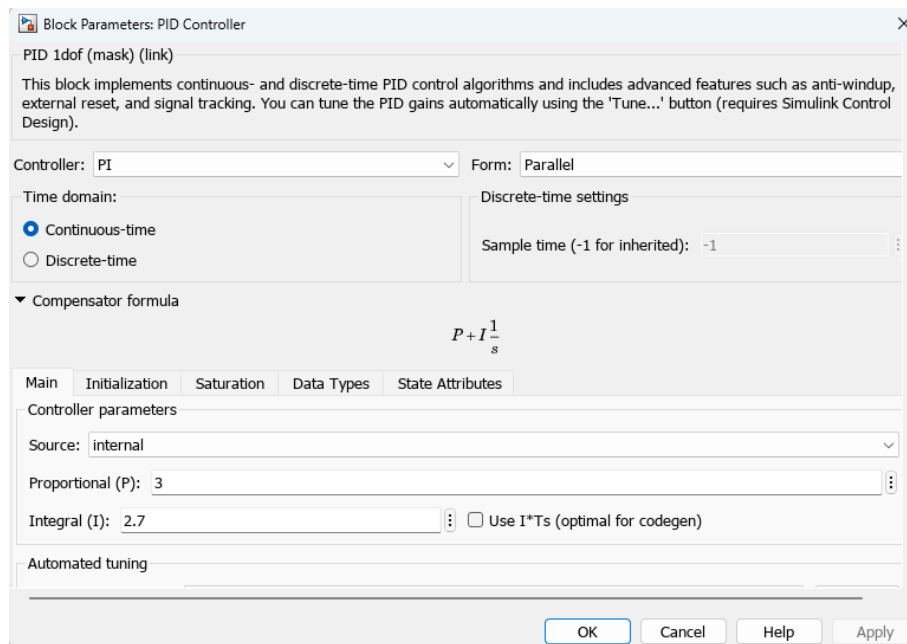 Block Parameters: PID Controller
PID 1dof (mask) (link)
This block implements continuous- and discrete-time PID control algorithms and includes advanced features such as anti-windup,
external reset, and signal tracking. You can tune the PID gains automatically using the 'Tune...' button (requires Simulink Control
Design).
Controller: PI Form: Parallel
Time domain: Discrete-time settings
Continuous-time
Sample time (-1 for inherited): -1
Discrete-time
Compensator formula
P + I 1/s
Main Initialization Saturation Data Types State Attributes
Controller parameters
Source: internal
Proportional (P): 3
Integral (I): 2.7 Use I*Ts (optimal for codegen)
Automated tuning
OK Cancel Help Apply